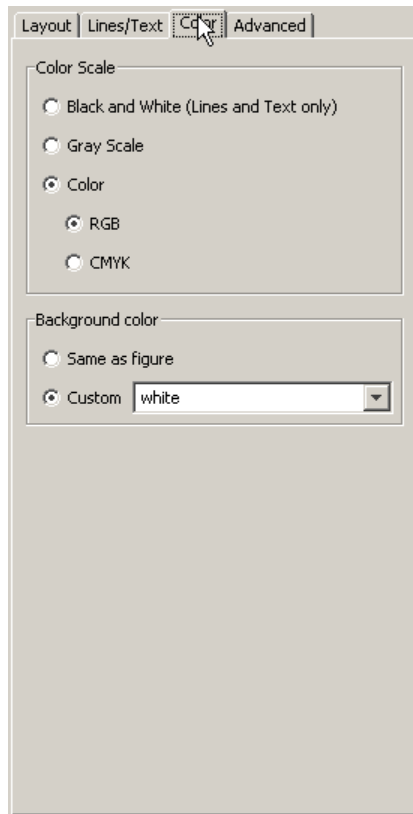 Layout Lines/Text Color Advanced
Color Scale
Black and White (Lines and Text only)
Gray Scale
Color
RGB
CMYK
Background color
Same as figure
Custom white